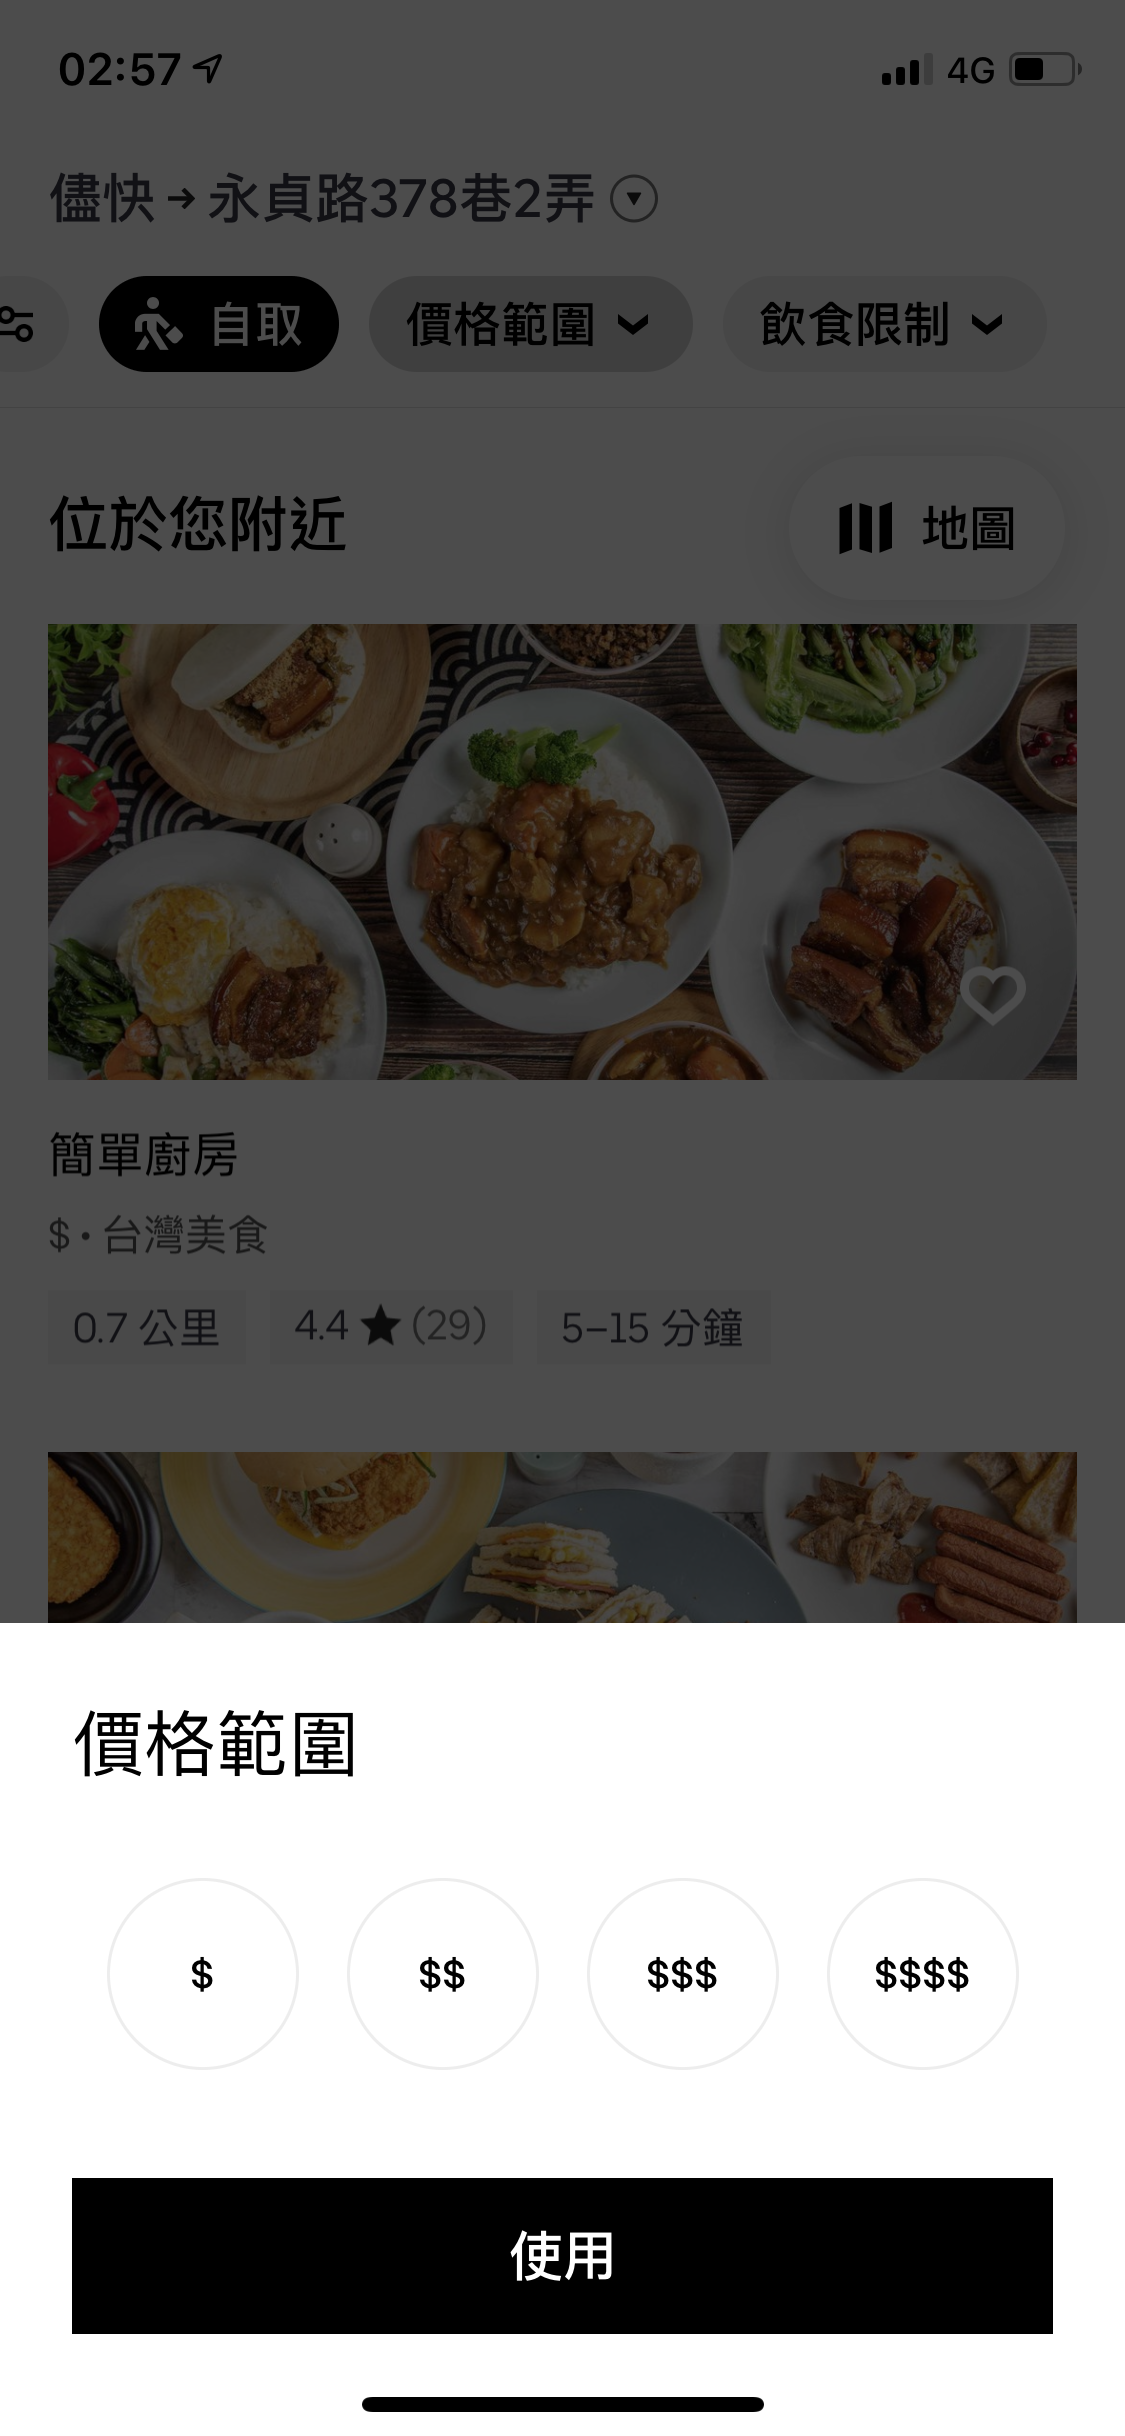 02:57 4G
儘快 → 永貞路378巷2弄
自取 價格範圍 飲食限制
位於您附近 地圖
簡單廚房
$ • 台灣美食
0.7 公里 4.4 ★ (29) 5–15 分鐘
價格範圍
$ $$ $$$ $$$$
使用